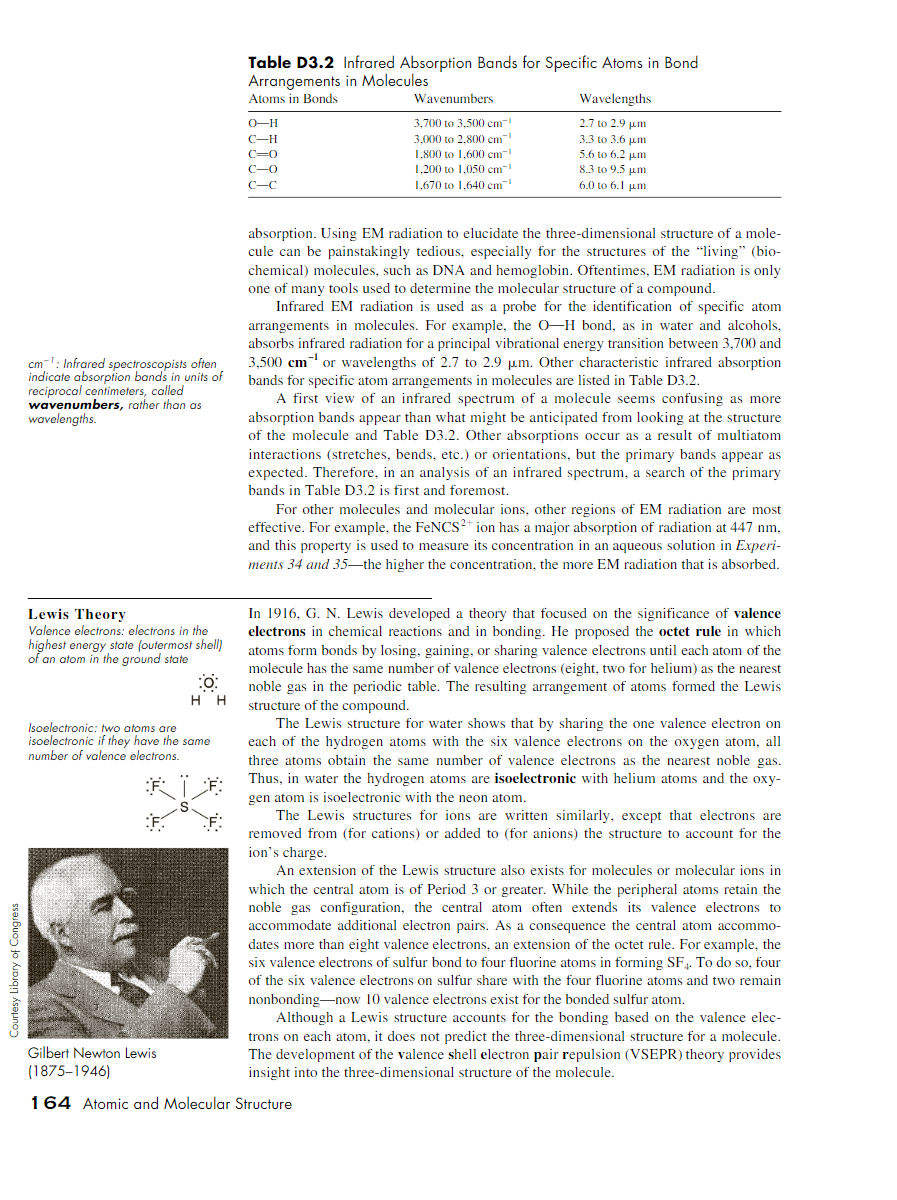 Table D3.2 Infrared Absorption Bands for Specific Atoms in Bond
Arrangements in Molecules
Atoms in Bonds Wavenumbers Wavelengths
O—H 3,700 to 3,500 cm⁻¹ 2.7 to 2.9 μm
C—H 3,000 to 2,800 cm⁻¹ 3.3 to 3.6 μm
C═O 1,800 to 1,600 cm⁻¹ 5.6 to 6.2 μm
C—O 1,200 to 1,050 cm⁻¹ 8.3 to 9.5 μm
C—C 1,670 to 1,640 cm⁻¹ 6.0 to 6.1 μm
absorption. Using EM radiation to elucidate the three-dimensional structure of a mole-
cule can be painstakingly tedious, especially for the structures of the “living” (bio-
chemical) molecules, such as DNA and hemoglobin. Oftentimes, EM radiation is only
one of many tools used to determine the molecular structure of a compound.
Infrared EM radiation is used as a probe for the identification of specific atom
arrangements in molecules. For example, the O—H bond, as in water and alcohols,
absorbs infrared radiation for a principal vibrational energy transition between 3,700 and
3,500 cm⁻¹ or wavelengths of 2.7 to 2.9 μm. Other characteristic infrared absorption
bands for specific atom arrangements in molecules are listed in Table D3.2.
cm⁻¹: Infrared spectroscopists often
indicate absorption bands in units of
reciprocal centimeters, called
wavenumbers, rather than as
wavelengths.
A first view of an infrared spectrum of a molecule seems confusing as more
absorption bands appear than what might be anticipated from looking at the structure
of the molecule and Table D3.2. Other absorptions occur as a result of multiatom
interactions (stretches, bends, etc.) or orientations, but the primary bands appear as
expected. Therefore, in an analysis of an infrared spectrum, a search of the primary
bands in Table D3.2 is first and foremost.
For other molecules and molecular ions, other regions of EM radiation are most
effective. For example, the FeNCS²⁺ ion has a major absorption of radiation at 447 nm,
and this property is used to measure its concentration in an aqueous solution in Experi-
ments 34 and 35—the higher the concentration, the more EM radiation that is absorbed.
Lewis Theory
Valence electrons: electrons in the
highest energy state (outermost shell)
of an atom in the ground state
O
H H
Isoelectronic: two atoms are
isoelectronic if they have the same
number of valence electrons.
F F
S
F F
In 1916, G. N. Lewis developed a theory that focused on the significance of valence
electrons in chemical reactions and in bonding. He proposed the octet rule in which
atoms form bonds by losing, gaining, or sharing valence electrons until each atom of the
molecule has the same number of valence electrons (eight, two for helium) as the nearest
noble gas in the periodic table. The resulting arrangement of atoms formed the Lewis
structure of the compound.
The Lewis structure for water shows that by sharing the one valence electron on
each of the hydrogen atoms with the six valence electrons on the oxygen atom, all
three atoms obtain the same number of valence electrons as the nearest noble gas.
Thus, in water the hydrogen atoms are isoelectronic with helium atoms and the oxy-
gen atom is isoelectronic with the neon atom.
The Lewis structures for ions are written similarly, except that electrons are
removed from (for cations) or added to (for anions) the structure to account for the
ion’s charge.
An extension of the Lewis structure also exists for molecules or molecular ions in
which the central atom is of Period 3 or greater. While the peripheral atoms retain the
noble gas configuration, the central atom often extends its valence electrons to
accommodate additional electron pairs. As a consequence the central atom accommo-
dates more than eight valence electrons, an extension of the octet rule. For example, the
six valence electrons of sulfur bond to four fluorine atoms in forming SF₄. To do so, four
of the six valence electrons on sulfur share with the four fluorine atoms and two remain
nonbonding—now 10 valence electrons exist for the bonded sulfur atom.
Although a Lewis structure accounts for the bonding based on the valence elec-
trons on each atom, it does not predict the three-dimensional structure for a molecule.
The development of the valence shell electron pair repulsion (VSEPR) theory provides
insight into the three-dimensional structure of the molecule.
Courtesy Library of Congress
Gilbert Newton Lewis
(1875–1946)
164 Atomic and Molecular Structure